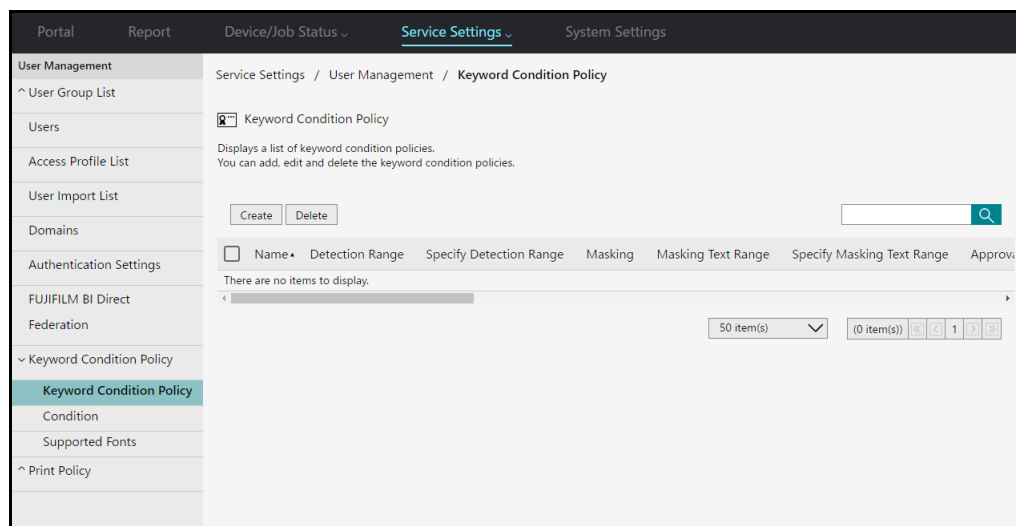 Portal Report Device/Job Status Service Settings System Settings
User Management
User Group List
Users
Access Profile List
User Import List
Domains
Authentication Settings
FUJIFILM BI Direct
Federation
Keyword Condition Policy
Keyword Condition Policy
Condition
Supported Fonts
Print Policy
Service Settings / User Management / Keyword Condition Policy
Keyword Condition Policy
Displays a list of keyword condition policies.
You can add, edit and delete the keyword condition policies.
Create Delete
Name Detection Range Specify Detection Range Masking Masking Text Range Specify Masking Text Range Approva
There are no items to display.
50 item(s) (0 item(s)) 1